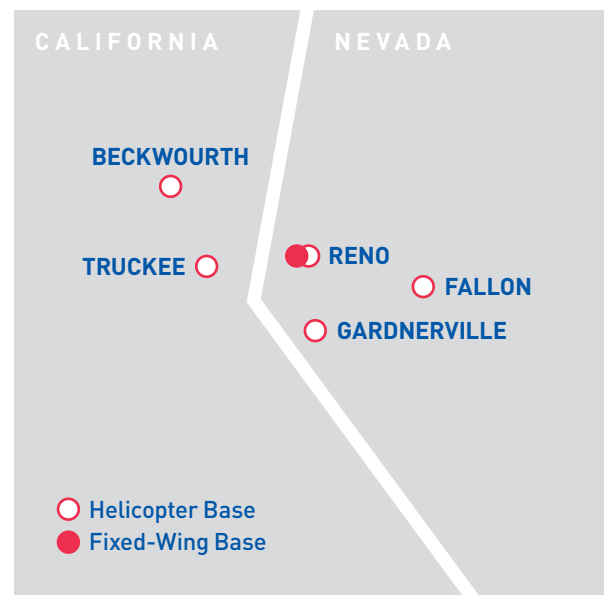 CALIFORNIA
NEVADA
BECKWOURTH
TRUCKEE
RENO
FALLON
GARDNERVILLE
Helicopter Base
Fixed-Wing Base